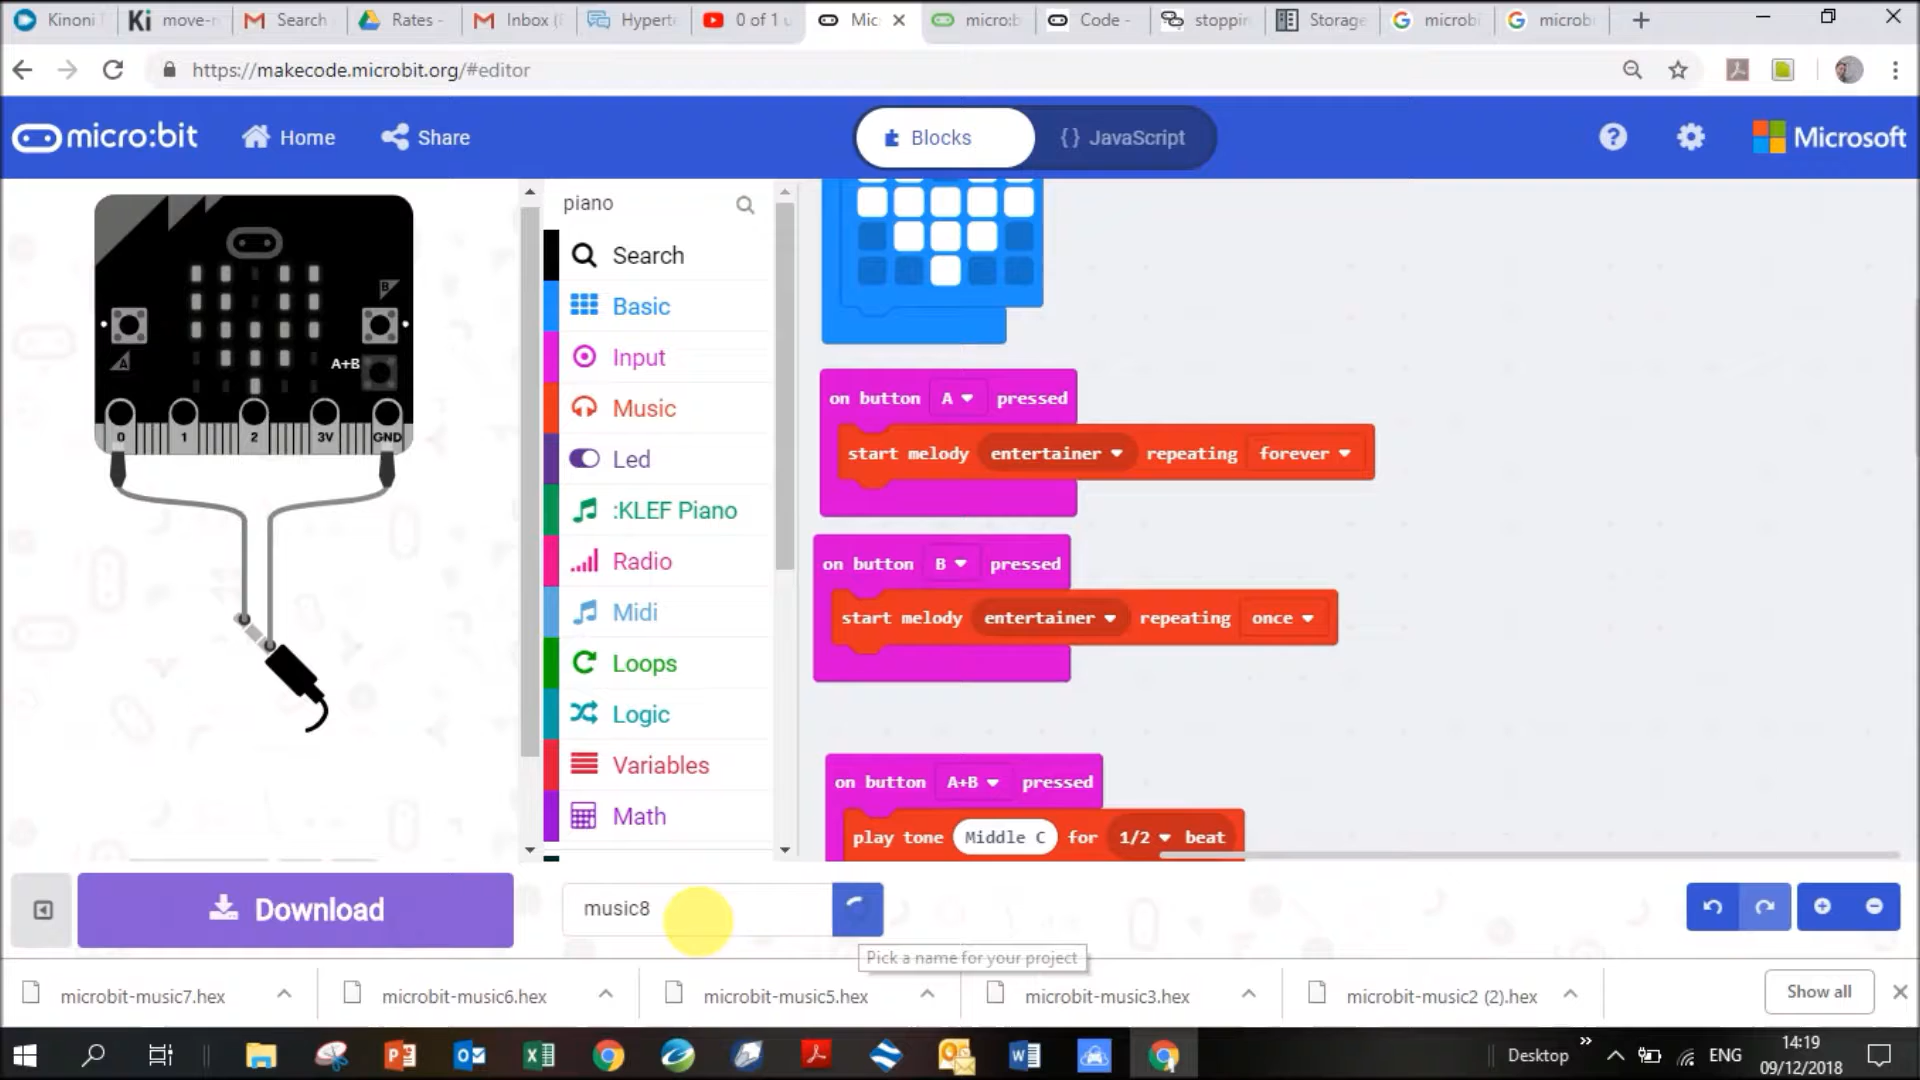 Kinoni
Ki move-
Search
Rates -
Inbox (
Hyperte
0 of 1
Mic
micro:b
Code -
stoppin
Storage
microbi
microb
https://makecode.microbit.org/#editor
micro:bit
Home
Share
Blocks
{ } JavaScript
Microsoft
piano
Search
Basic
Input
Music
Led
:KLEF Piano
Radio
Midi
Loops
Logic
Variables
Math
B
A
A+B
0 1 2 3V GND
on button A pressed
start melody entertainer repeating forever
on button B pressed
start melody entertainer repeating once
on button A+B pressed
play tone Middle C for 1/2 beat
Download
music8
Pick a name for your project
microbit-music7.hex
microbit-music6.hex
microbit-music5.hex
microbit-music3.hex
microbit-music2 (2).hex
Show all
Desktop
ENG
14:19
09/12/2018